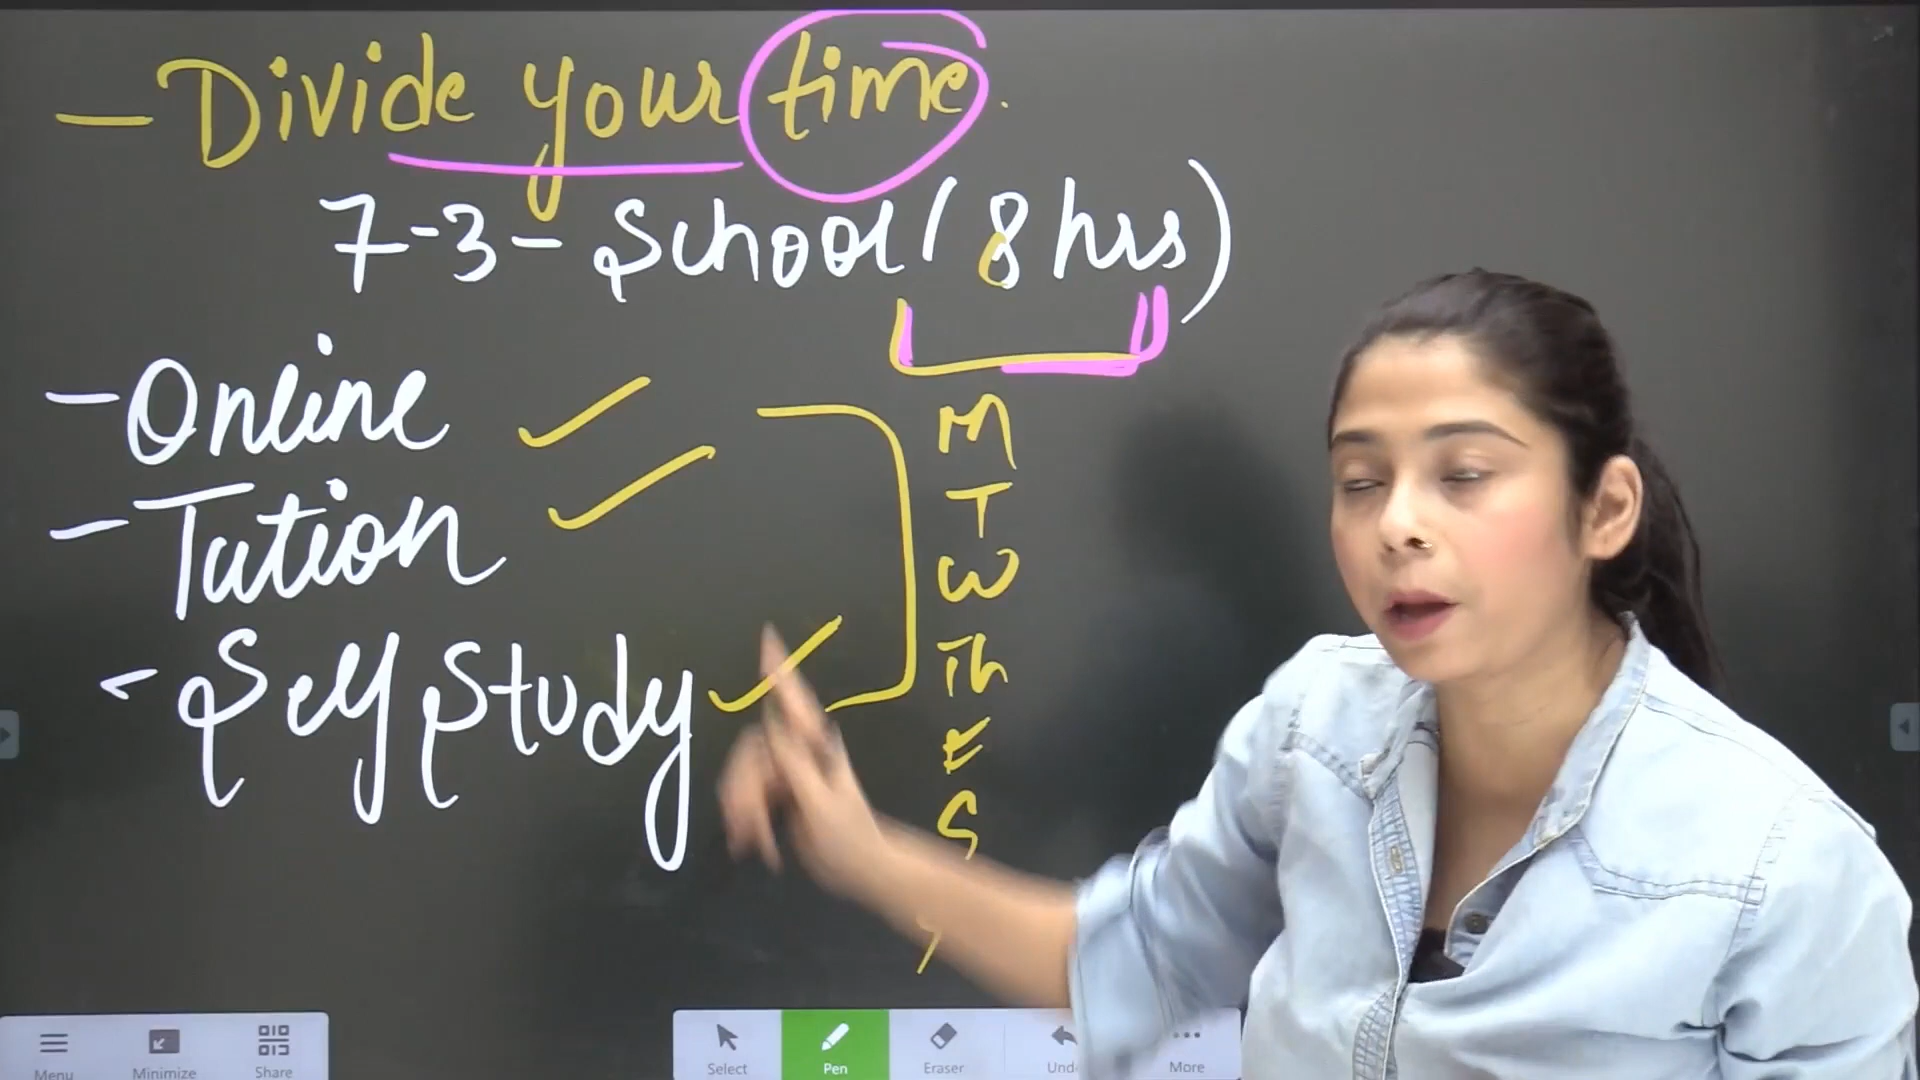 – Divide your time.
7-3 - School (8 hrs)
- Online
- Tution
- Self Study
M
T
W
Th
F
S
Menu
Minimize
Share
Select
Pen
Eraser
More